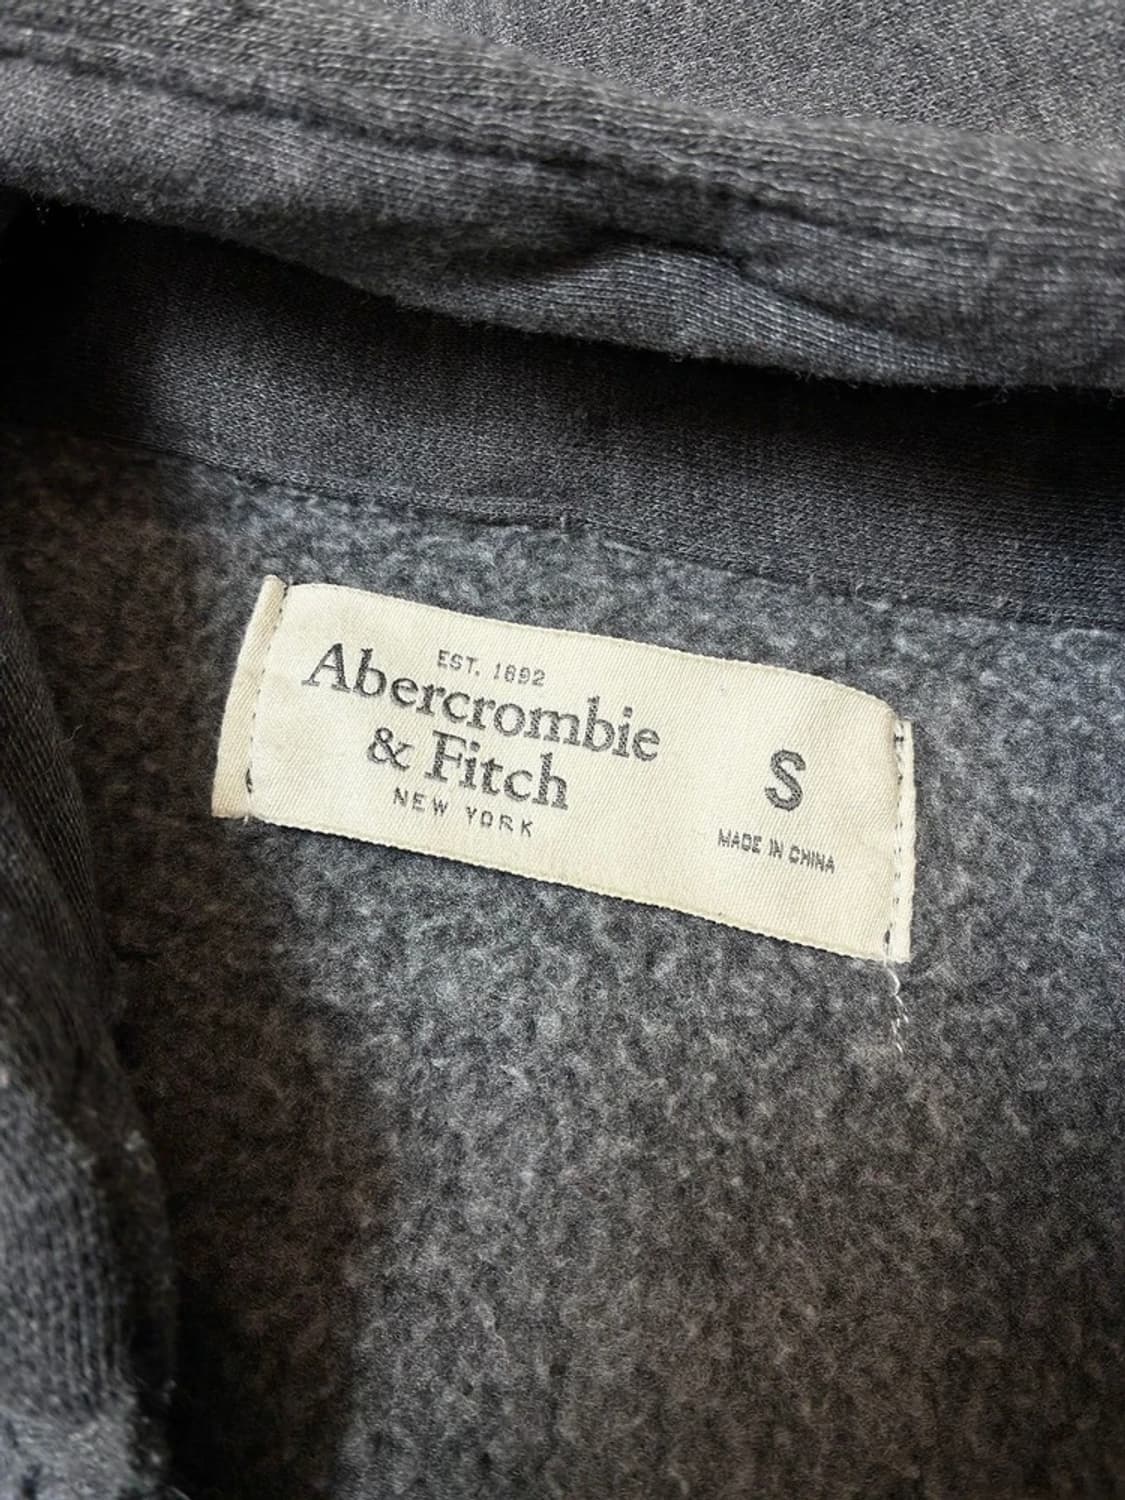 EST. 1892
Abercrombie
& Fitch
NEW YORK
S
MADE IN CHINA